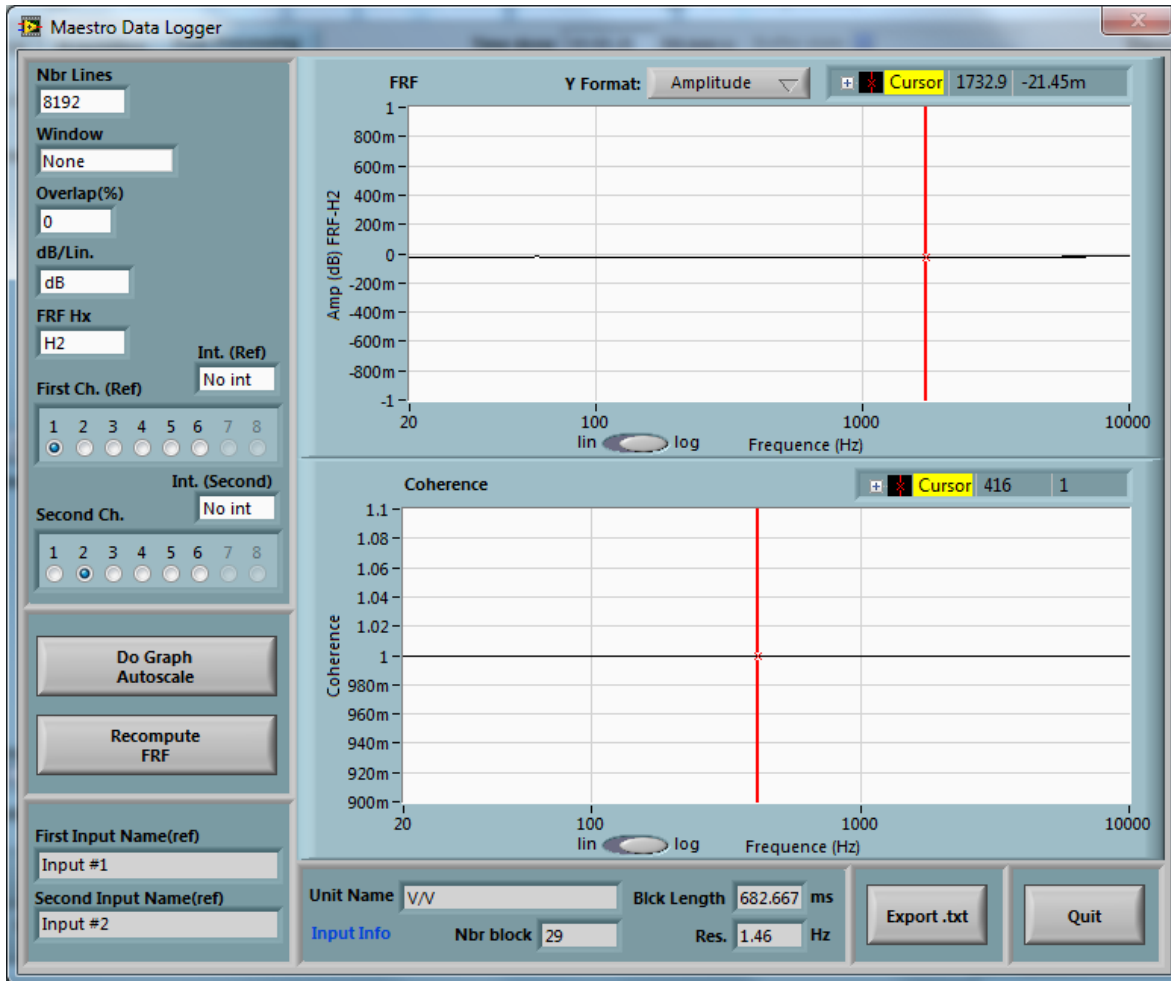 Maestro Data Logger
Nbr Lines
8192
Window
None
Overlap(%)
0
dB/Lin.
dB
FRF Hx
H2
Int. (Ref)
No int
First Ch. (Ref)
1 2 3 4 5 6 7 8
Int. (Second)
No int
Second Ch.
1 2 3 4 5 6 7 8
Do Graph
Autoscale
Recompute
FRF
First Input Name(ref)
Input #1
Second Input Name(ref)
Input #2
FRF Y Format: Amplitude Cursor 1732.9 -21.45m
Amp (dB) FRF-H2
1
800m
600m
400m
200m
0
-200m
-400m
-600m
-800m
-1
20 100 1000 10000
lin log Frequence (Hz)
Coherence Cursor 416 1
Coherence
1.1
1.08
1.06
1.04
1.02
1
980m
960m
940m
920m
900m
20 100 1000 10000
lin log Frequence (Hz)
Unit Name V/V Blck Length 682.667 ms
Input Info Nbr block 29 Res. 1.46 Hz
Export .txt
Quit